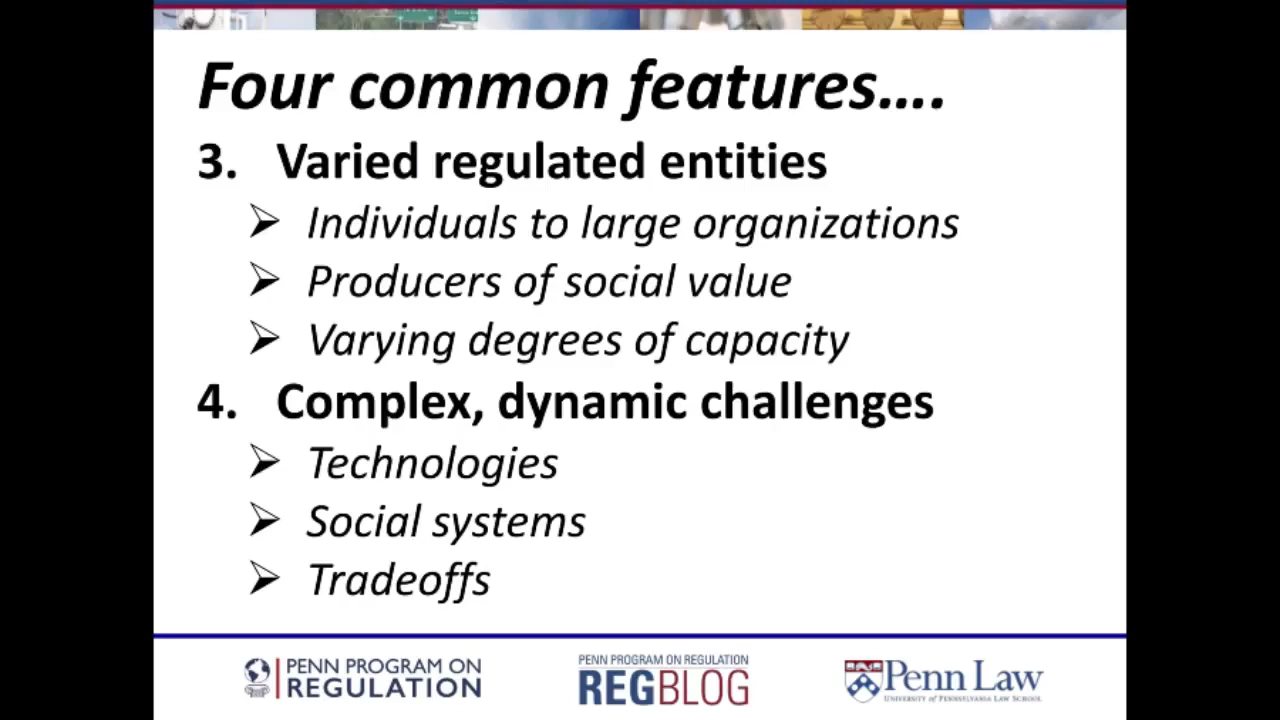 Four common features….
3. Varied regulated entities
➢ Individuals to large organizations
➢ Producers of social value
➢ Varying degrees of capacity
4. Complex, dynamic challenges
➢ Technologies
➢ Social systems
➢ Tradeoffs
PENN PROGRAM ON
REGULATION
PENN PROGRAM ON REGULATION
REGBLOG
Penn Law
UNIVERSITY OF PENNSYLVANIA LAW SCHOOL